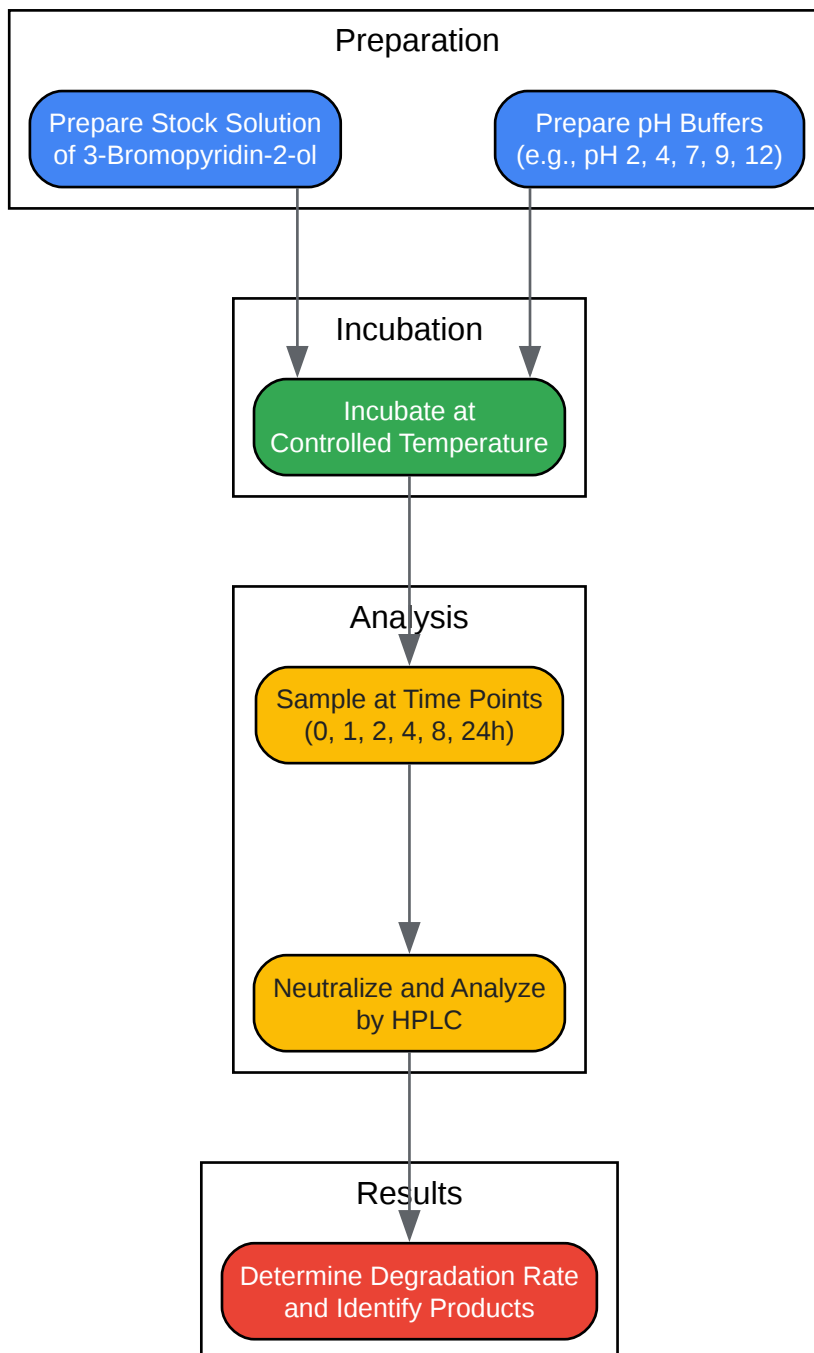 Preparation
Prepare Stock Solution
of 3-Bromopyridin-2-ol
Prepare pH Buffers
(e.g., pH 2, 4, 7, 9, 12)
Incubation
Incubate at
Controlled Temperature
Analysis
Sample at Time Points
(0, 1, 2, 4, 8, 24h)
Neutralize and Analyze
by HPLC
Results
Determine Degradation Rate
and Identify Products